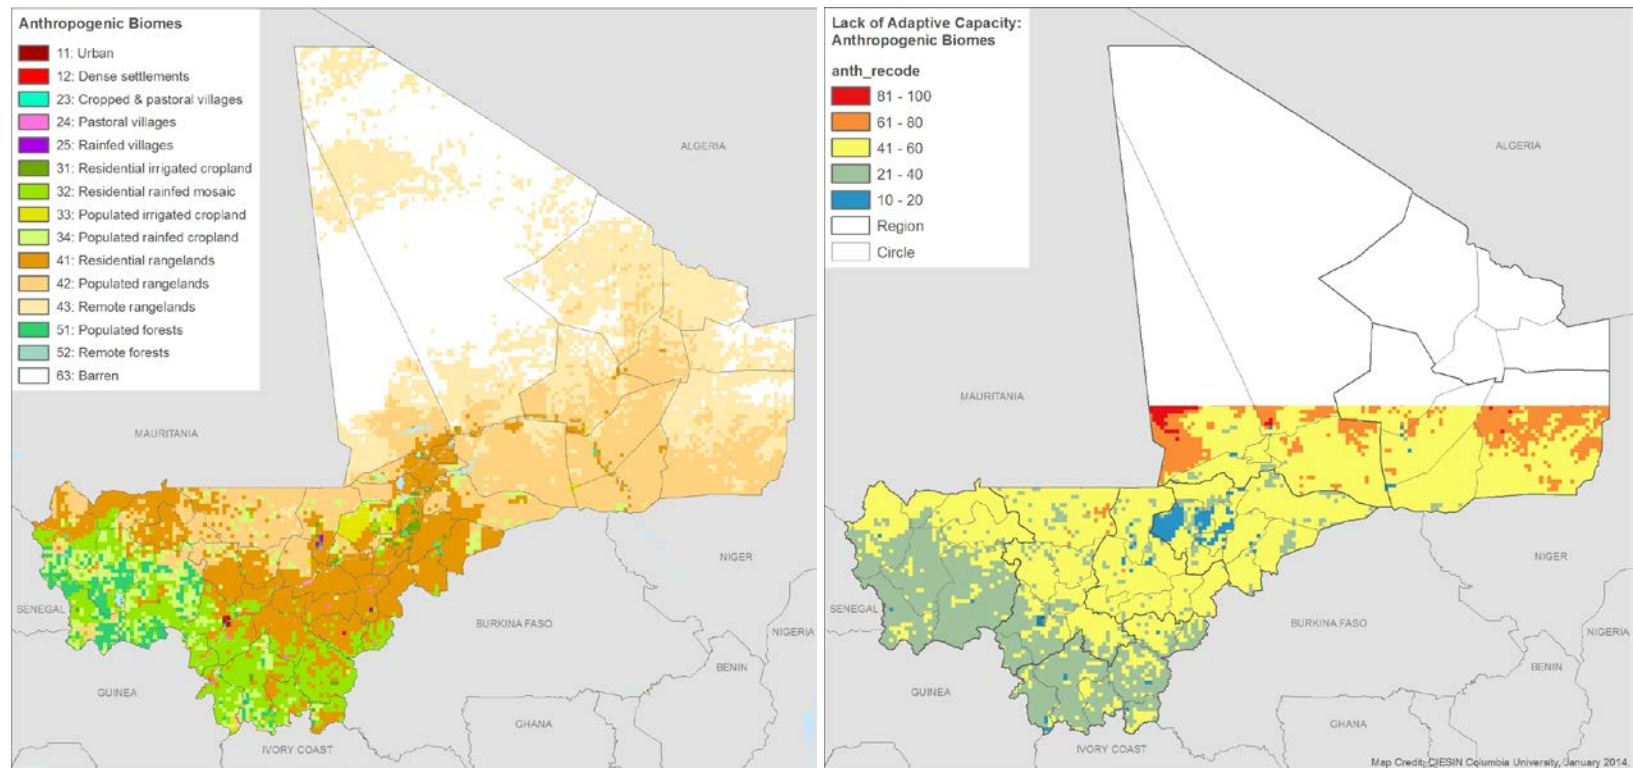 Anthropogenic Biomes
11: Urban
12: Dense settlements
23: Cropped & pastoral villages
24: Pastoral villages
25: Rainfed villages
31: Residential irrigated cropland
32: Residential rainfed mosaic
33: Populated irrigated cropland
34: Populated rainfed cropland
41: Residential rangelands
42: Populated rangelands
43: Remote rangelands
51: Populated forests
52: Remote forests
63: Barren
ALGERIA
MAURITANIA
NIGER
SENEGAL
BURKINA FASO
NIGERIA
BENIN
GUINEA
GHANA
IVORY COAST
Lack of Adaptive Capacity:
Anthropogenic Biomes
anth_recode
81 - 100
61 - 80
41 - 60
21 - 40
10 - 20
Region
Circle
ALGERIA
MAURITANIA
NIGER
SENEGAL
BURKINA FASO
NIGERIA
BENIN
GUINEA
GHANA
IVORY COAST
Map Credit: CIESIN Columbia University, January 2014.